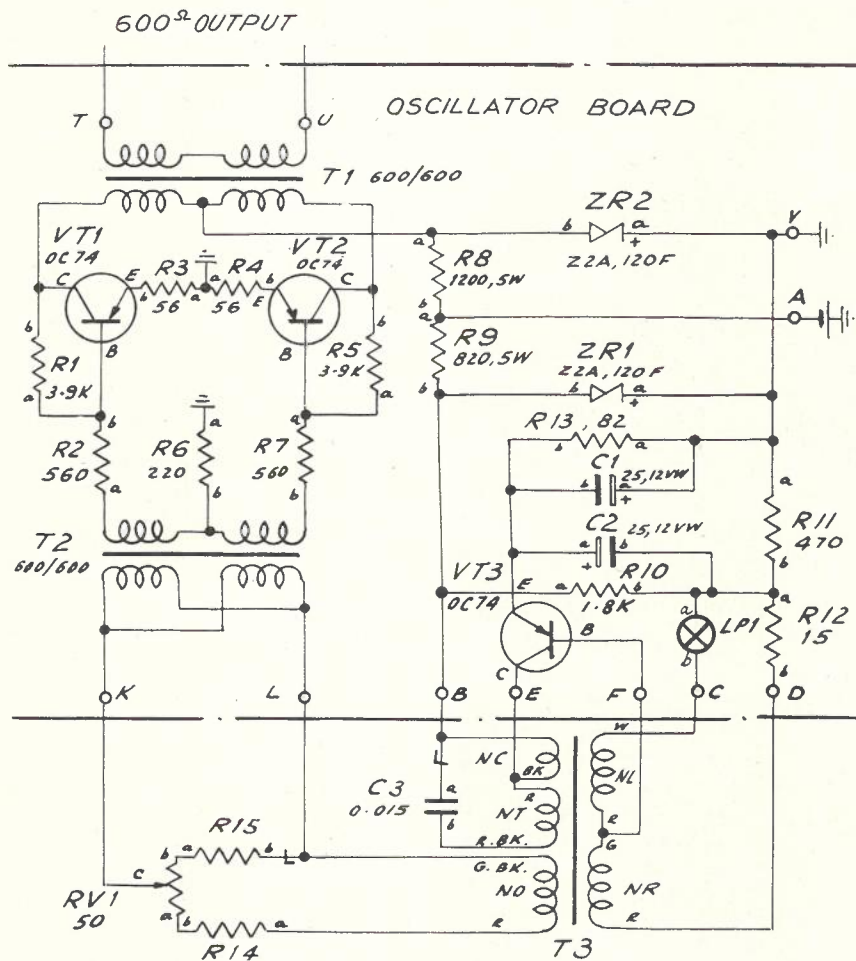 600Ω OUTPUT
T
U
OSCILLATOR BOARD
T1 600/600
VT1
OC74
C
E
R3
b
a
56
R4
a
b
56
VT2
OC74
E
C
B
B
b
R1
3.9K
a
b
R5
3.9K
a
b
R2
560
a
a
R6
220
b
a
R7
560
b
T2
600/600
a
R8
1200,5W
b
ZR2
b
a
+
Z2A,120F
V
a
R9
820,5W
b
A
ZR1
Z2A,120F
b
a
+
R13, 82
b
a
C1
25,12VW
b
a
+
C2
25,12VW
a
b
+
a
R11
470
b
VT3
OC74
E
R10
a
b
1.8K
B
C
a
LP1
b
a
R12
15
b
K
L
B
E
F
C
D
L
NC
BK
R
NT
R.BK.
C3
0.015
a
b
W
NL
R
G
NR
R
R15
a
b
L
G.BK.
NO
R
RV1
50
C
b
a
R14
b
a
T3